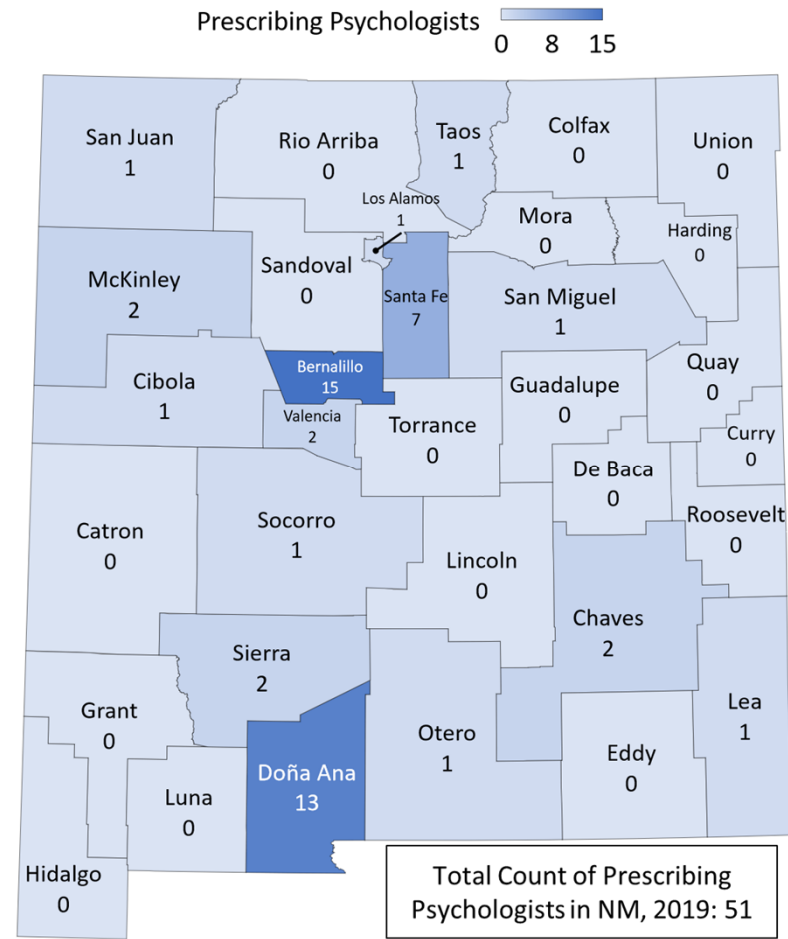 Prescribing Psychologists
0 8 15
San Juan
1
Rio Arriba
0
Taos
1
Colfax
0
Union
0
Los Alamos
1
Mora
0
Harding
0
McKinley
2
Sandoval
0
Santa Fe
7
San Miguel
1
Cibola
1
Bernalillo
15
Valencia
2
Torrance
0
Guadalupe
0
Quay
0
Curry
0
De Baca
0
Roosevelt
0
Catron
0
Socorro
1
Lincoln
0
Chaves
2
Sierra
2
Grant
0
Luna
0
Doña Ana
13
Otero
1
Eddy
0
Lea
1
Hidalgo
0
Total Count of Prescribing
Psychologists in NM, 2019: 51